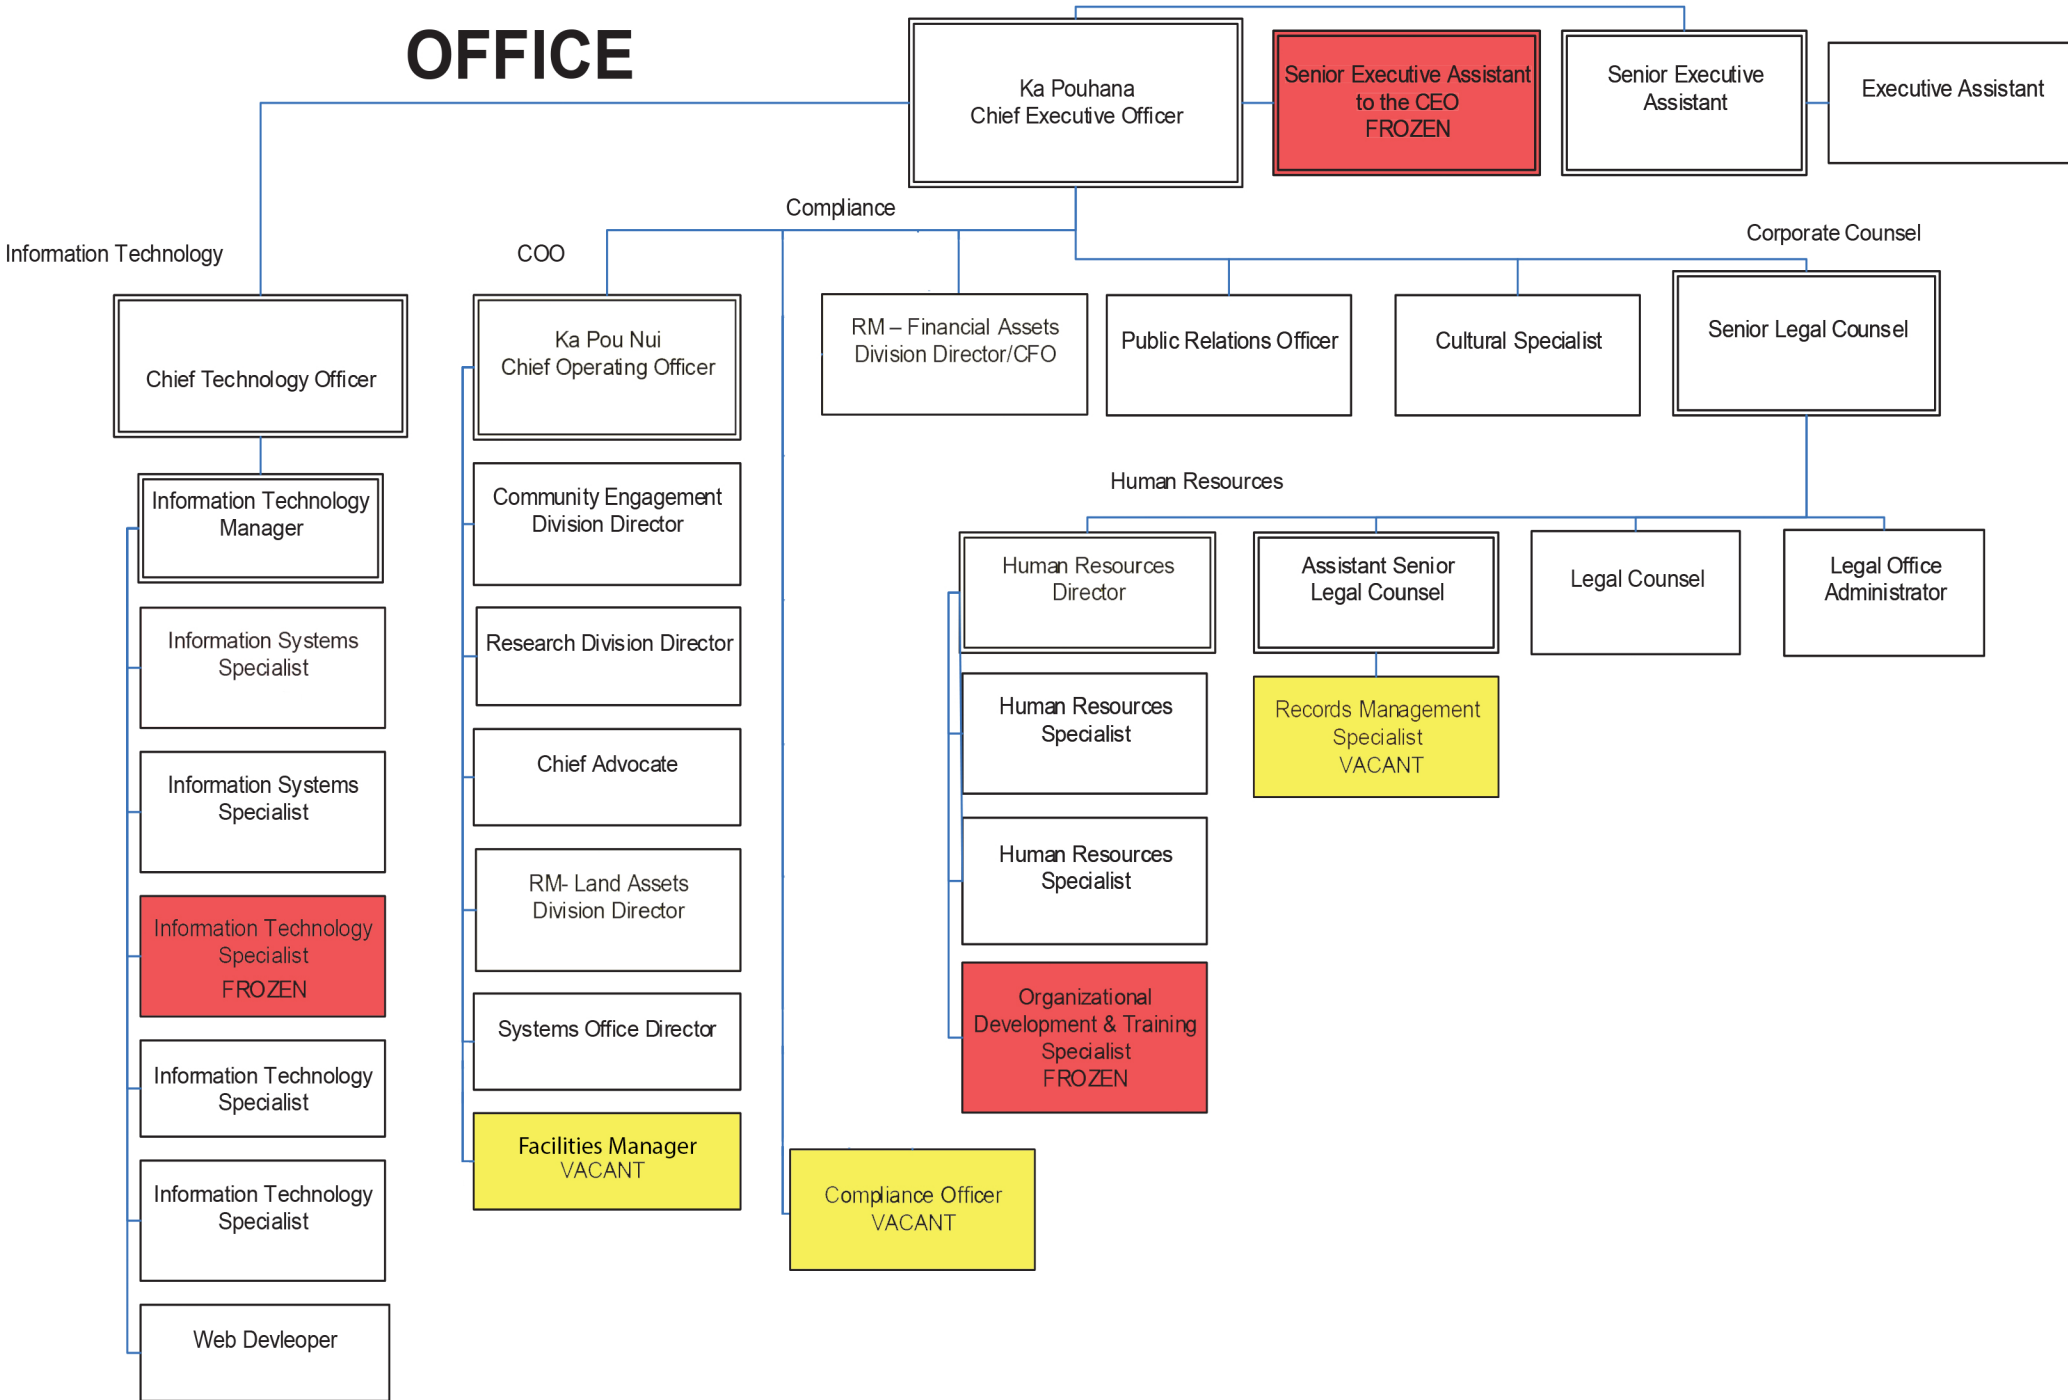 OFFICE
Ka Pouhana
Chief Executive Officer
Senior Executive Assistant
to the CEO
FROZEN
Senior Executive
Assistant
Executive Assistant
Compliance
Information Technology
COO
Corporate Counsel
Chief Technology Officer
Ka Pou Nui
Chief Operating Officer
RM – Financial Assets
Division Director/CFO
Public Relations Officer
Cultural Specialist
Senior Legal Counsel
Information Technology
Manager
Information Systems
Specialist
Information Systems
Specialist
Information Technology
Specialist
FROZEN
Information Technology
Specialist
Information Technology
Specialist
Web Devleoper
Community Engagement
Division Director
Research Division Director
Chief Advocate
RM- Land Assets
Division Director
Systems Office Director
Facilities Manager
VACANT
Compliance Officer
VACANT
Human Resources
Human Resources
Director
Human Resources
Specialist
Human Resources
Specialist
Organizational
Development & Training
Specialist
FROZEN
Assistant Senior
Legal Counsel
Records Management
Specialist
VACANT
Legal Counsel
Legal Office
Administrator